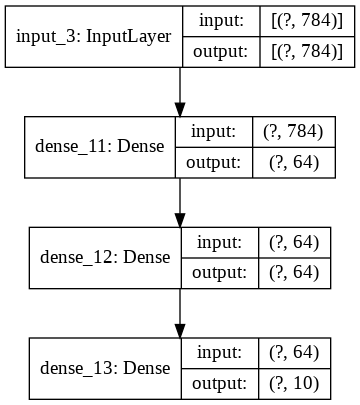 input_3: InputLayer
input: [(?, 784)]
output: [(?, 784)]
dense_11: Dense
input: (?, 784)
output: (?, 64)
dense_12: Dense
input: (?, 64)
output: (?, 64)
dense_13: Dense
input: (?, 64)
output: (?, 10)